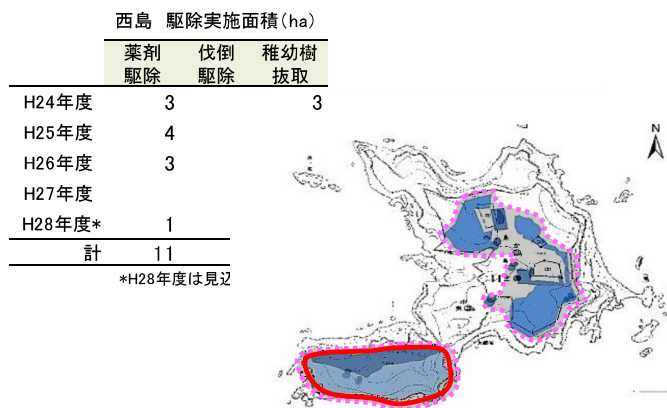 西島 駆除実施面積(ha)
薬剤駆除 伐倒駆除 稚幼樹抜取
H24年度 3 3
H25年度 4
H26年度 3
H27年度
H28年度* 1
計 11
*H28年度は見込
N